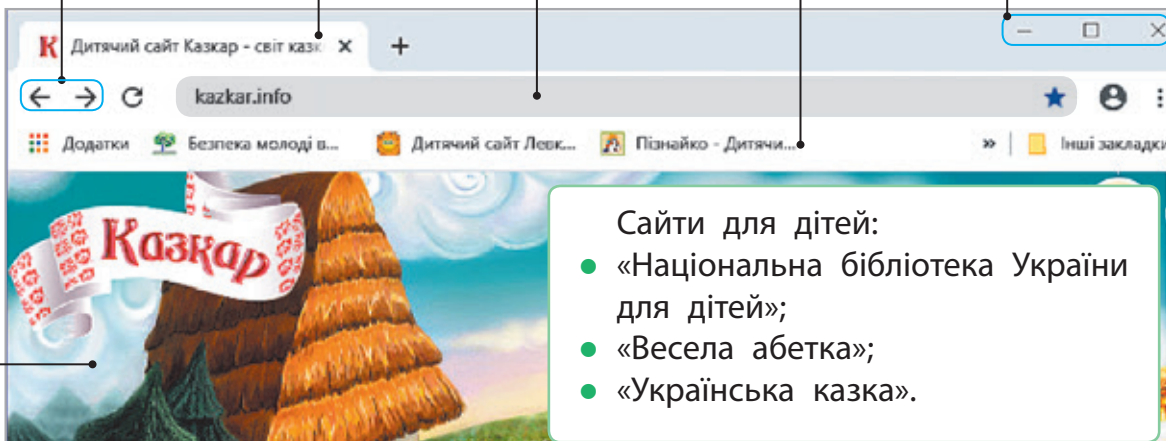 К Дитячий сайт Казкар - світ казк
kazkar.info
Додатки Безпека молоді в... Дитячий сайт Левк... Пізнайко - Дитячи... » Інші закладки
Казкар
Сайти для дітей:
• «Національна бібліотека України
для дітей»;
• «Весела абетка»;
• «Українська казка».